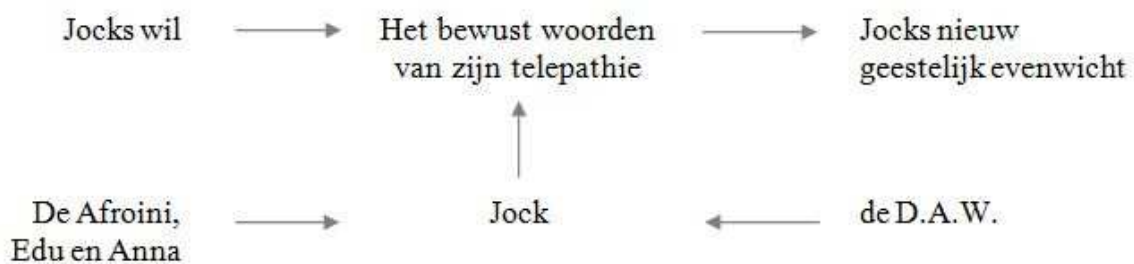 Jocks wil
Het bewust woorden
van zijn telepathie
Jocks nieuw
geestelijk evenwicht
De Afroini,
Edu en Anna
Jock
de D.A.W.